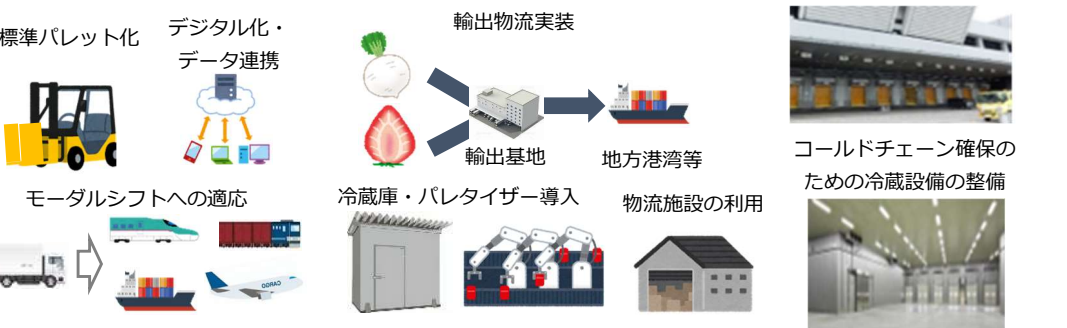 標準パレット化
デジタル化・
データ連携
輸出物流実装
輸出基地
地方港湾等
コールドチェーン確保の
ための冷蔵設備の整備
モーダルシフトへの適応
冷蔵庫・パレタイザー導入
物流施設の利用
CARGO